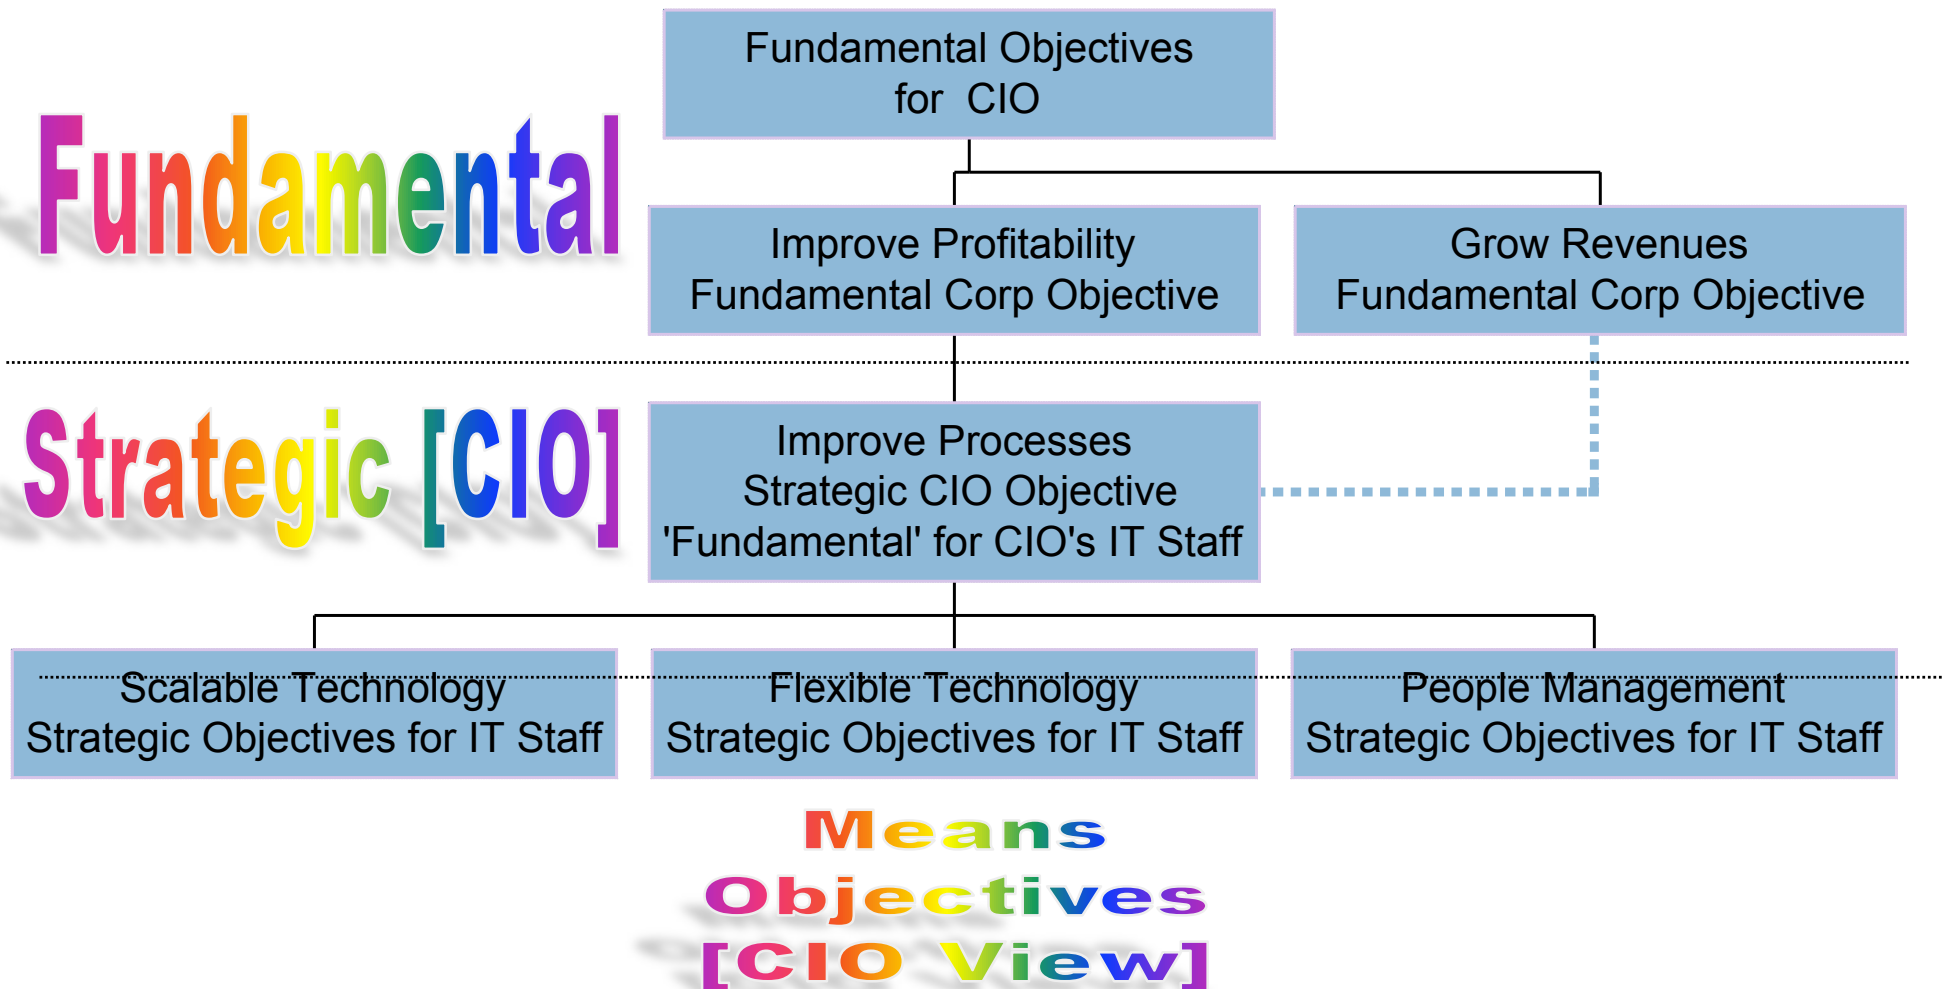 Fundamental Objectives
for CIO
Fundamental
Improve Profitability
Fundamental Corp Objective
Grow Revenues
Fundamental Corp Objective
Strategic [CIO]
Improve Processes
Strategic CIO Objective
'Fundamental' for CIO's IT Staff
Scalable Technology
Strategic Objectives for IT Staff
Flexible Technology
Strategic Objectives for IT Staff
People Management
Strategic Objectives for IT Staff
Means
Objectives
[CIO View]